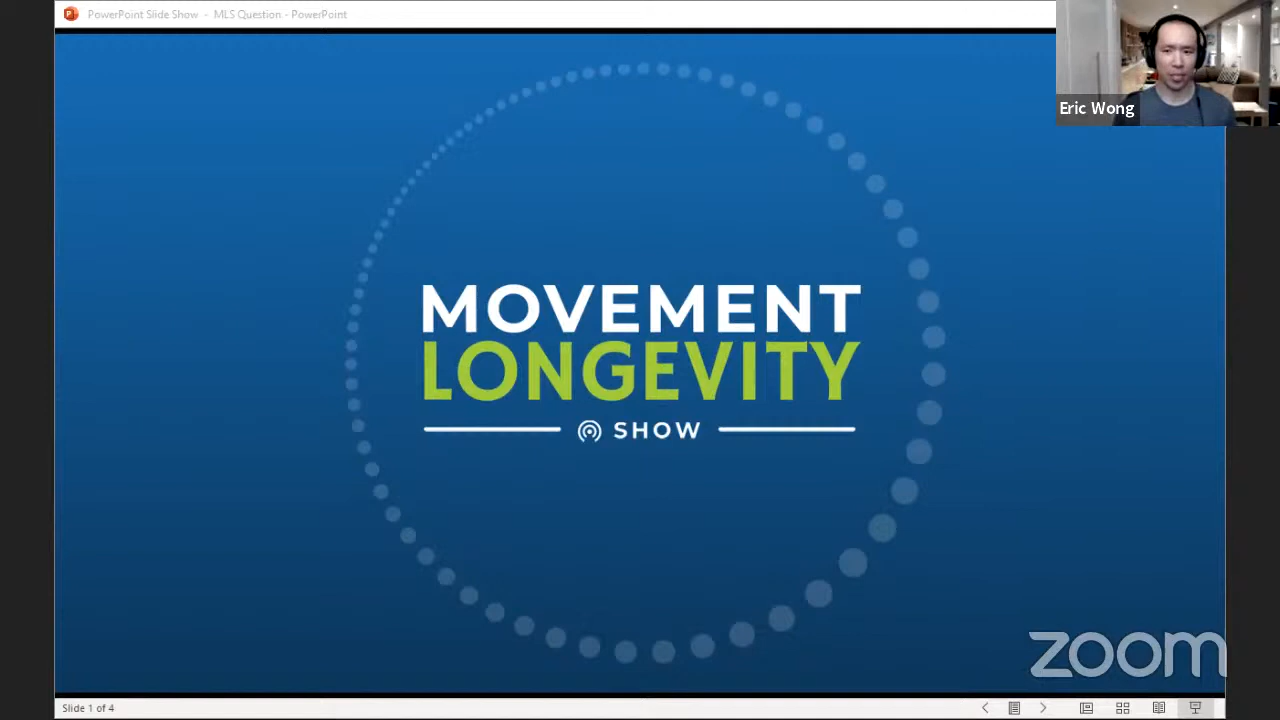 PowerPoint Slide Show - MLS Question - PowerPoint
Eric Wong
MOVEMENT
LONGEVITY
SHOW
zoom
Slide 1 of 4